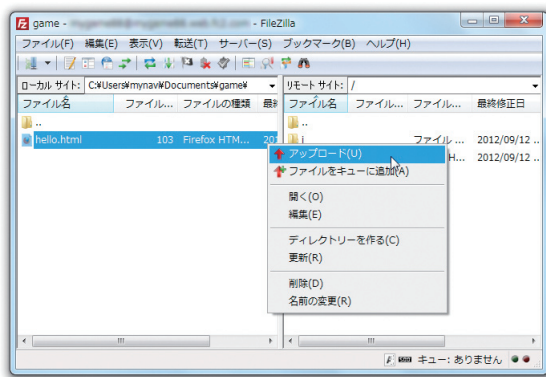 game - - FileZilla
ファイル(F) 編集(E) 表示(V) 転送(T) サーバー(S) ブックマーク(B) ヘルプ(H)
ローカル サイト: C:¥Users¥mynavi¥Documents¥game¥
リモート サイト: /
ファイル名 ファイル... ファイルの種類 最終
ファイル名 ファイル... ファイル... 最終修正日
..
..
hello.html 103 Firefox HTM... 201
i ファイル ... 2012/09/12 ..
H... 2012/09/12 ..
アップロード(U)
ファイルをキューに追加(A)
開く(O)
編集(E)
ディレクトリーを作る(C)
更新(R)
削除(D)
名前の変更(R)
キュー: ありません